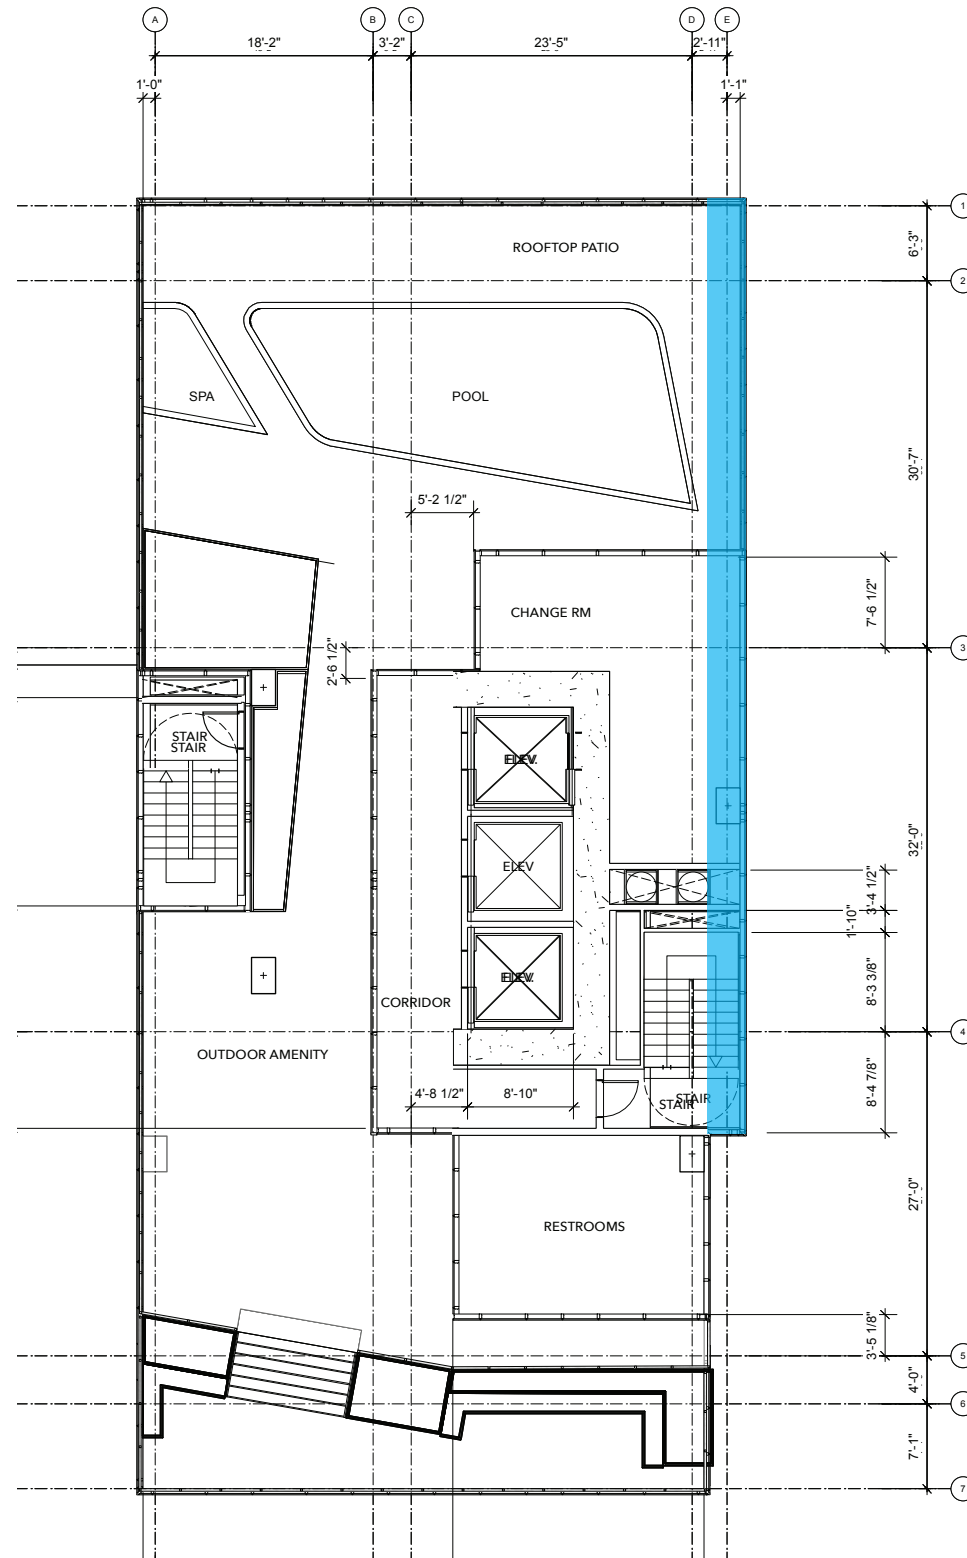 A B C D E
18'-2" 3'-2" 23'-5" 2'-11"
1'-0" 1'-1"
1
ROOFTOP PATIO
6'-3"
2
SPA
POOL
30'-7"
5'-2 1/2"
CHANGE RM
7'-6 1/2"
3
2'-6 1/2"
STAIR
STAIR
ELEV.
32'-0"
ELEV
3'-4 1/2"
1'-10"
ELEV.
8'-3 3/8"
CORRIDOR
4
OUTDOOR AMENITY
4'-8 1/2" 8'-10"
STAIR
STAIR
8'-4 7/8"
27'-0"
RESTROOMS
3'-5 1/8"
5
4'-0"
6
7'-1"
7